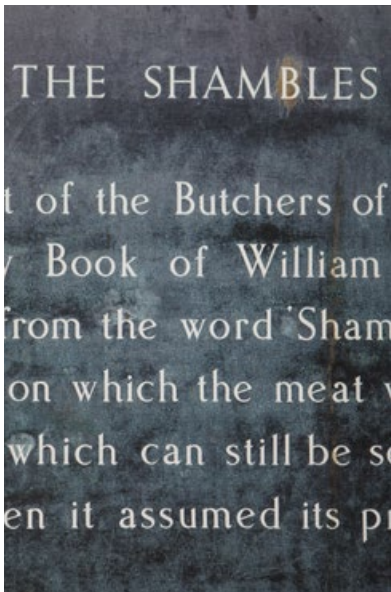 THE SHAMBLES
t of the Butchers of
y Book of William
from the word 'Sham
on which the meat
which can still be s
en it assumed its pr